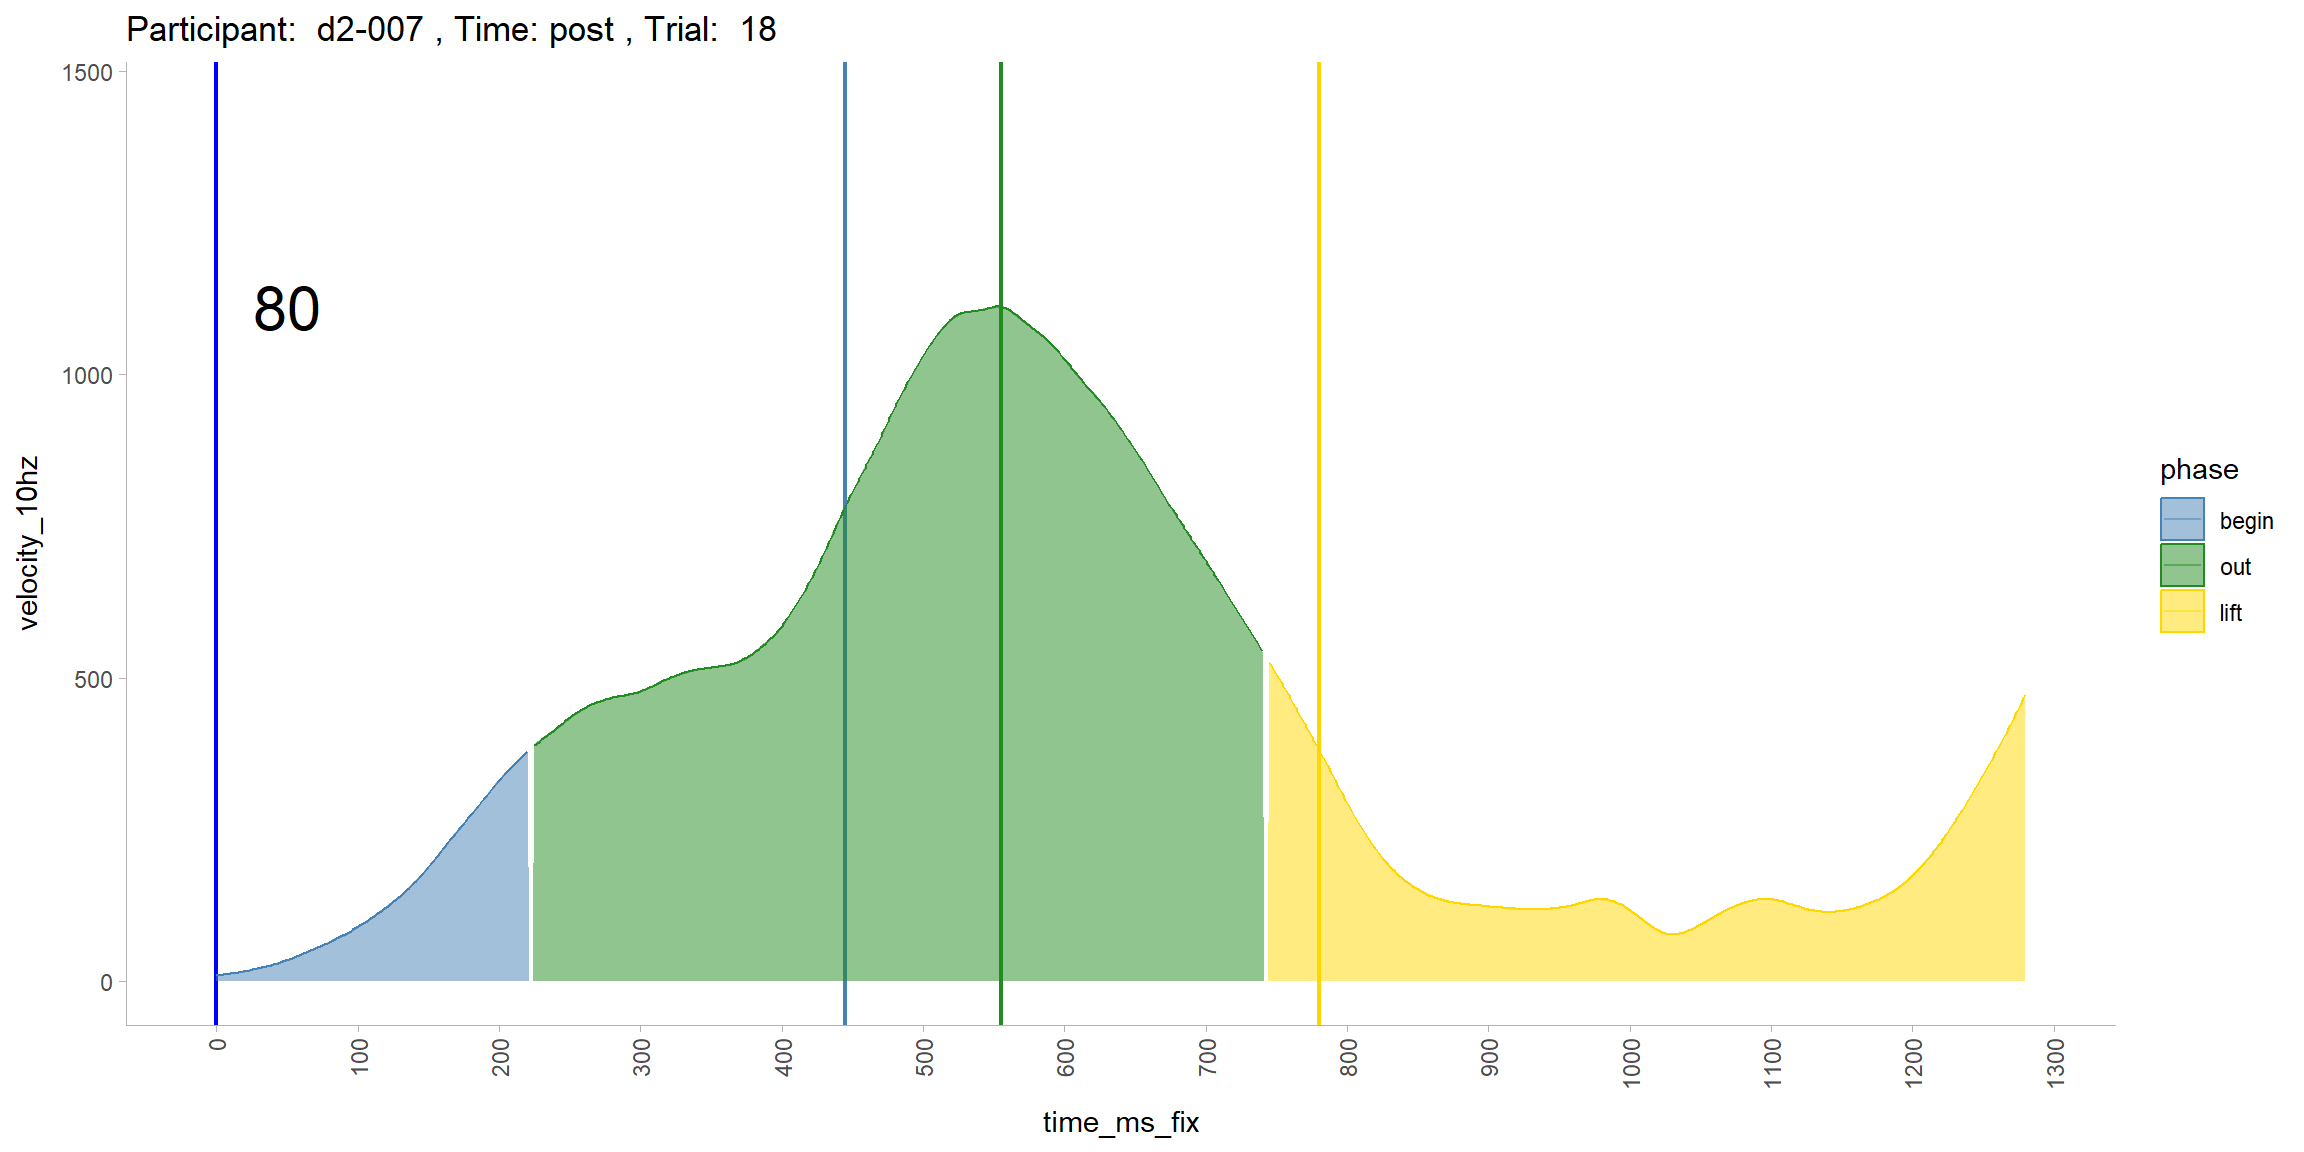 Participant:  d2-007 , Time: post , Trial:  18
1500
1000
500
0
velocity_10hz
80
0
100
200
300
400
500
600
700
800
900
1000
1100
1200
1300
time_ms_fix
phase
begin
out
lift